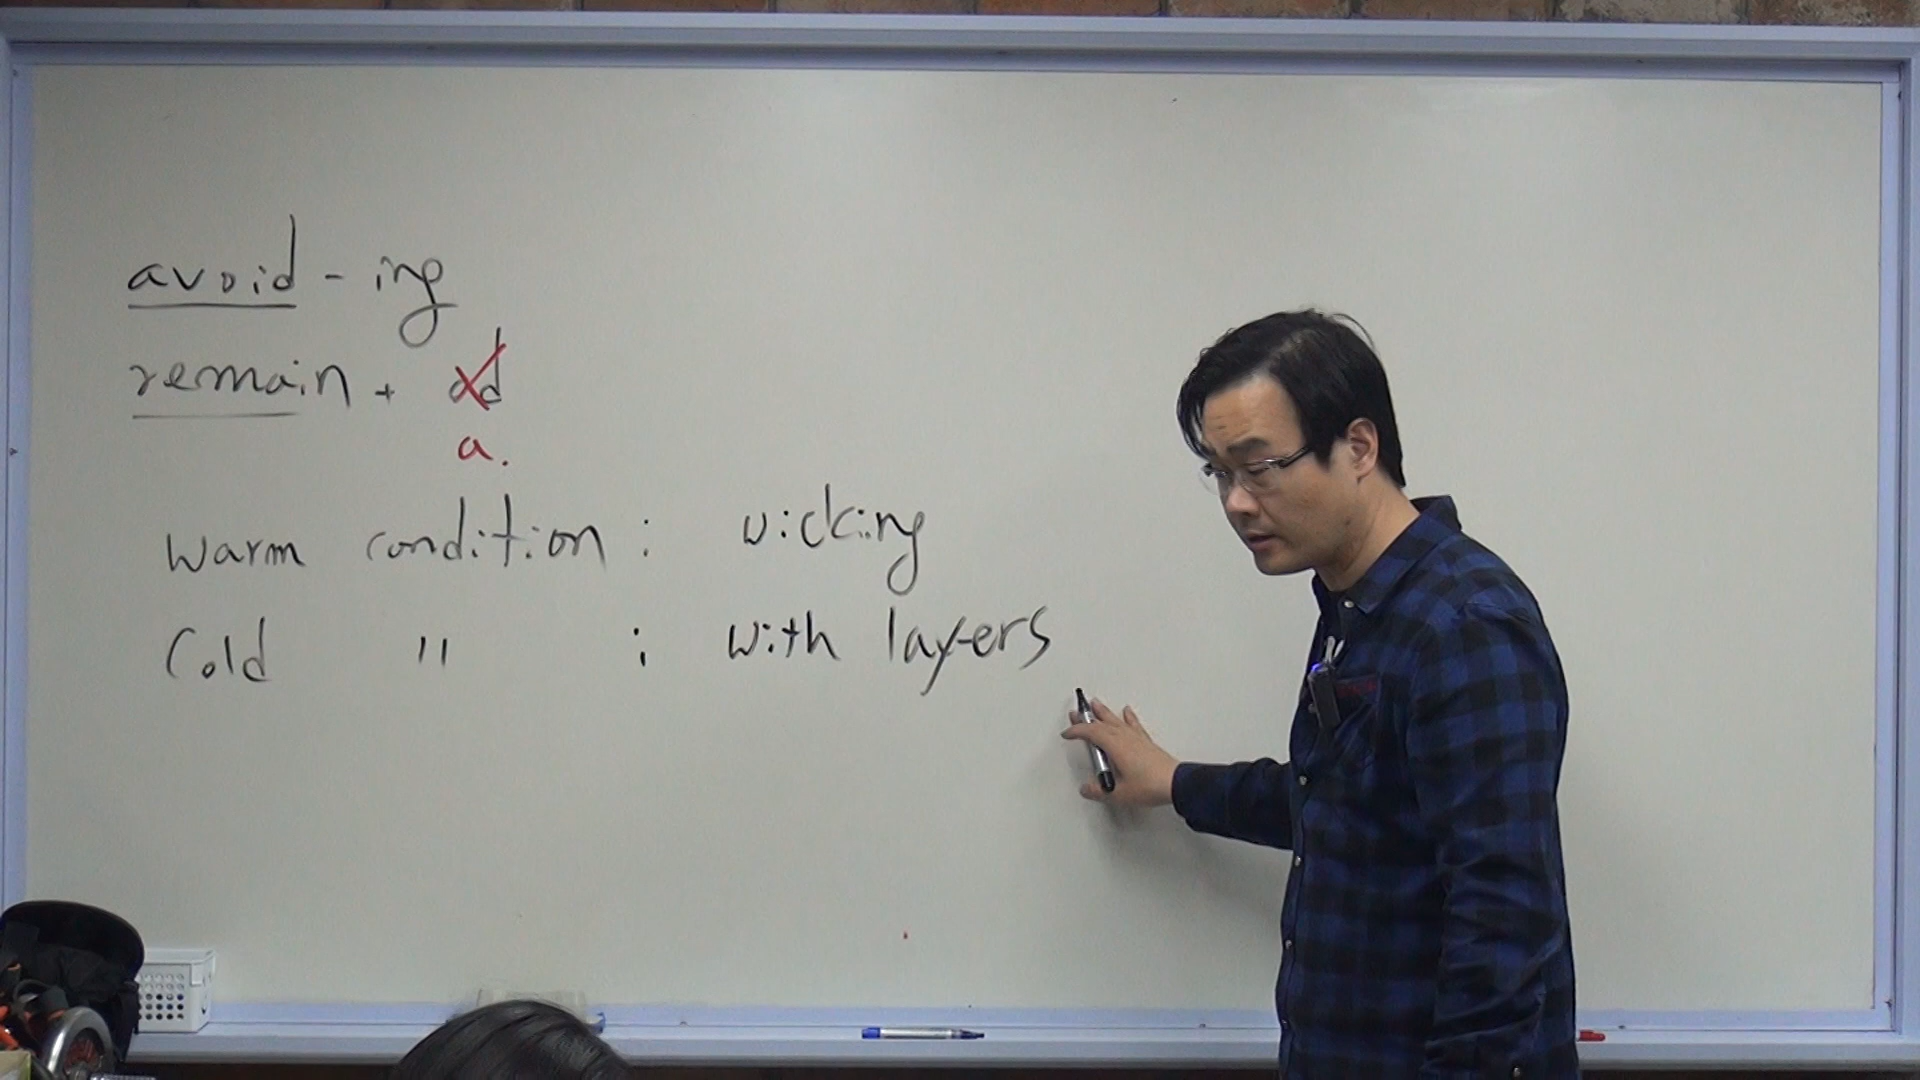 avoid - ing
remain + ad
a.
warm condition : wicking
Cold " : with layers